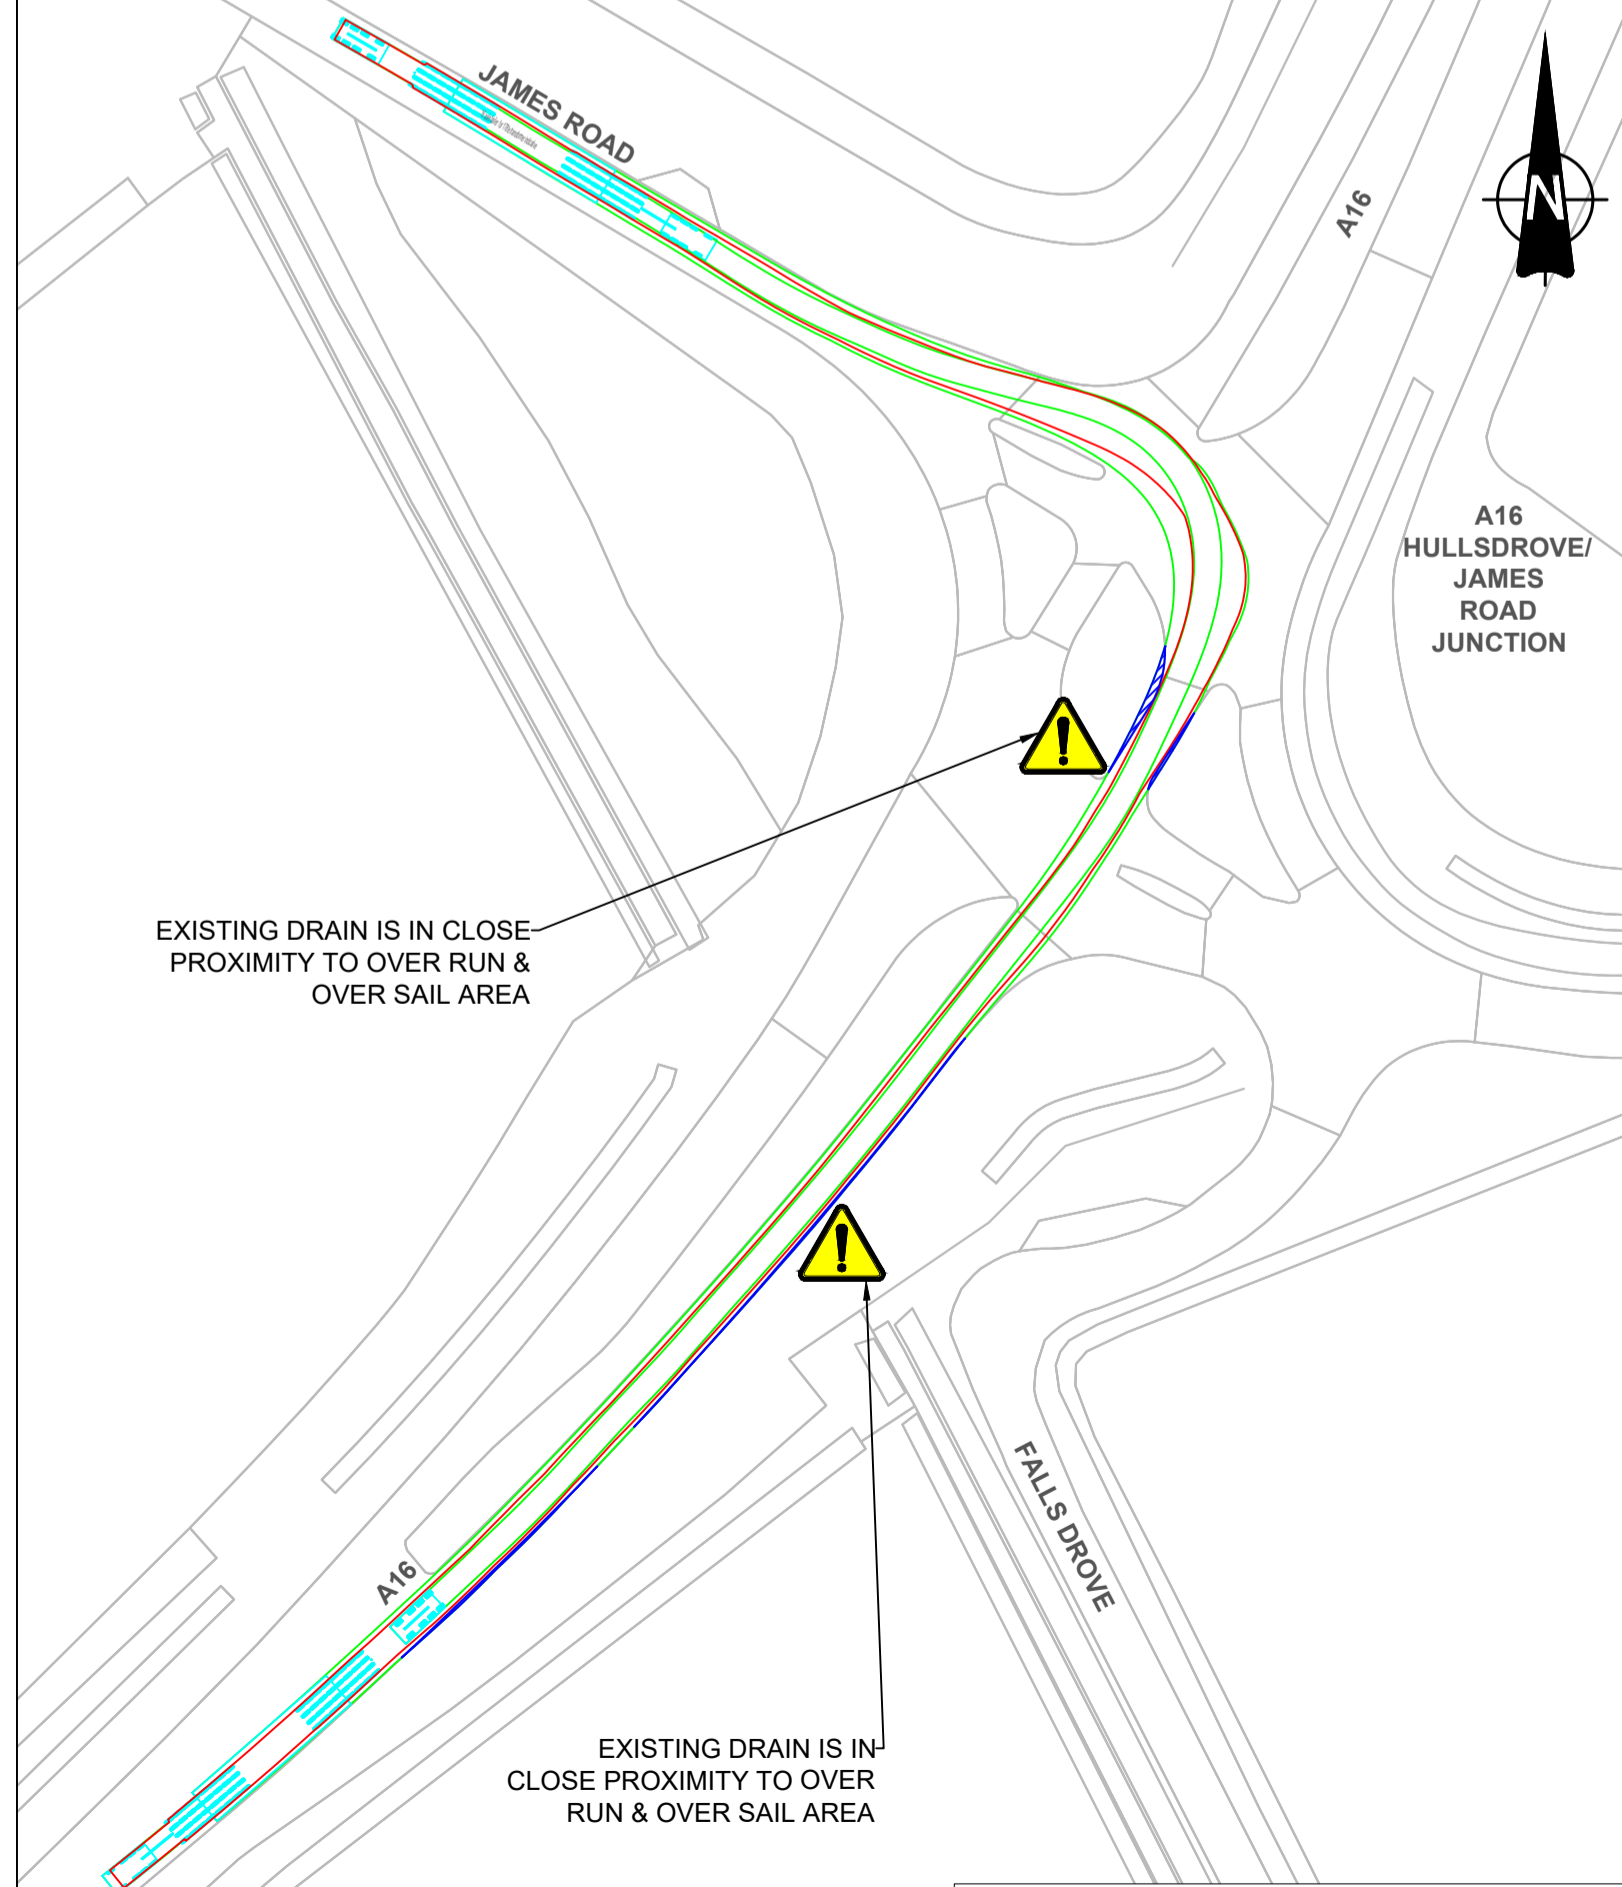 JAMES ROAD
A16
N
A16
HULLSDROVE/
JAMES
ROAD
JUNCTION
EXISTING DRAIN IS IN CLOSE
PROXIMITY TO OVER RUN &
OVER SAIL AREA
A16
FALLS DROVE
EXISTING DRAIN IS IN
CLOSE PROXIMITY TO OVER
RUN & OVER SAIL AREA